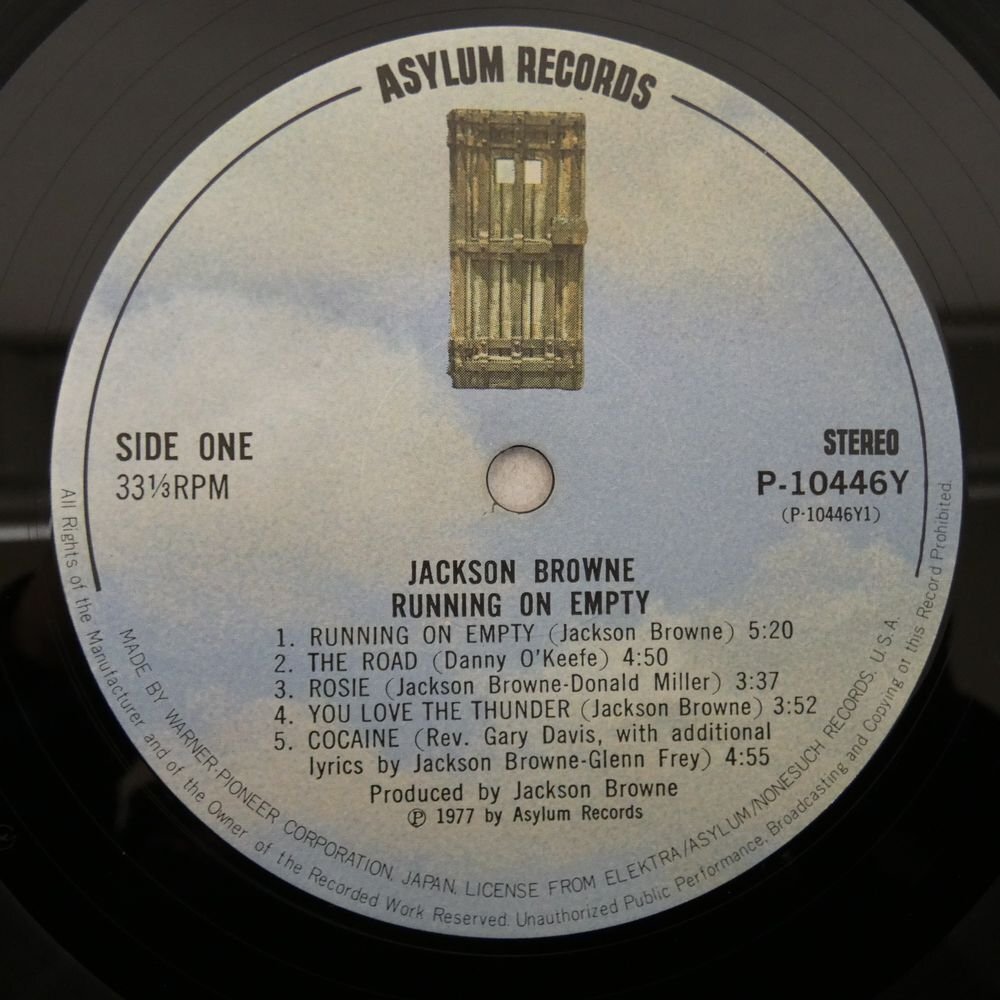 ASYLUM RECORDS
SIDE ONE
33⅓RPM
STEREO
P-10446Y
(P-10446Y1)
JACKSON BROWNE
RUNNING ON EMPTY
1. RUNNING ON EMPTY (Jackson Browne) 5:20
2. THE ROAD (Danny O'Keefe) 4:50
3. ROSIE (Jackson Browne-Donald Miller) 3:37
4. YOU LOVE THE THUNDER (Jackson Browne) 3:52
5. COCAINE (Rev. Gary Davis, with additional
lyrics by Jackson Browne-Glenn Frey) 4:55
Produced by Jackson Browne
℗ 1977 by Asylum Records
MADE BY WARNER-PIONEER CORPORATION, JAPAN. LICENSE FROM ELEKTRA/ASYLUM/NONESUCH RECORDS, U.S.A.
All Rights of the Manufacturer and of the Owner of the Recorded Work Reserved. Unauthorized Public Performance, Broadcasting and Copying of this Record Prohibited.